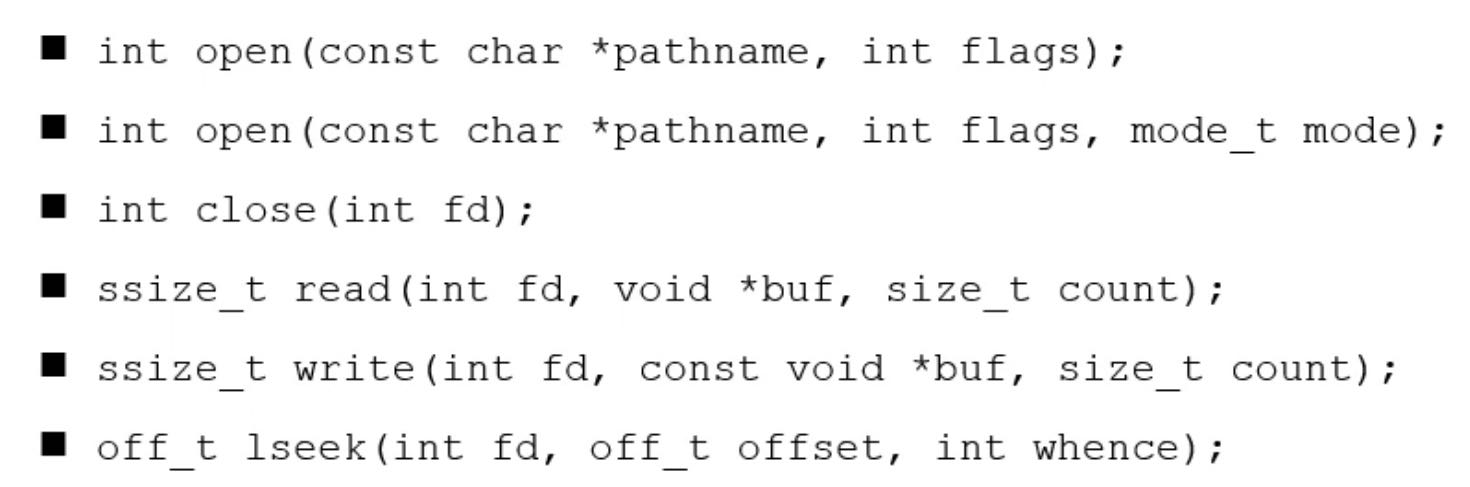 ■ int open(const char *pathname, int flags);
■ int open(const char *pathname, int flags, mode_t mode);
■ int close(int fd);
■ ssize_t read(int fd, void *buf, size_t count);
■ ssize_t write(int fd, const void *buf, size_t count);
■ off_t lseek(int fd, off_t offset, int whence);